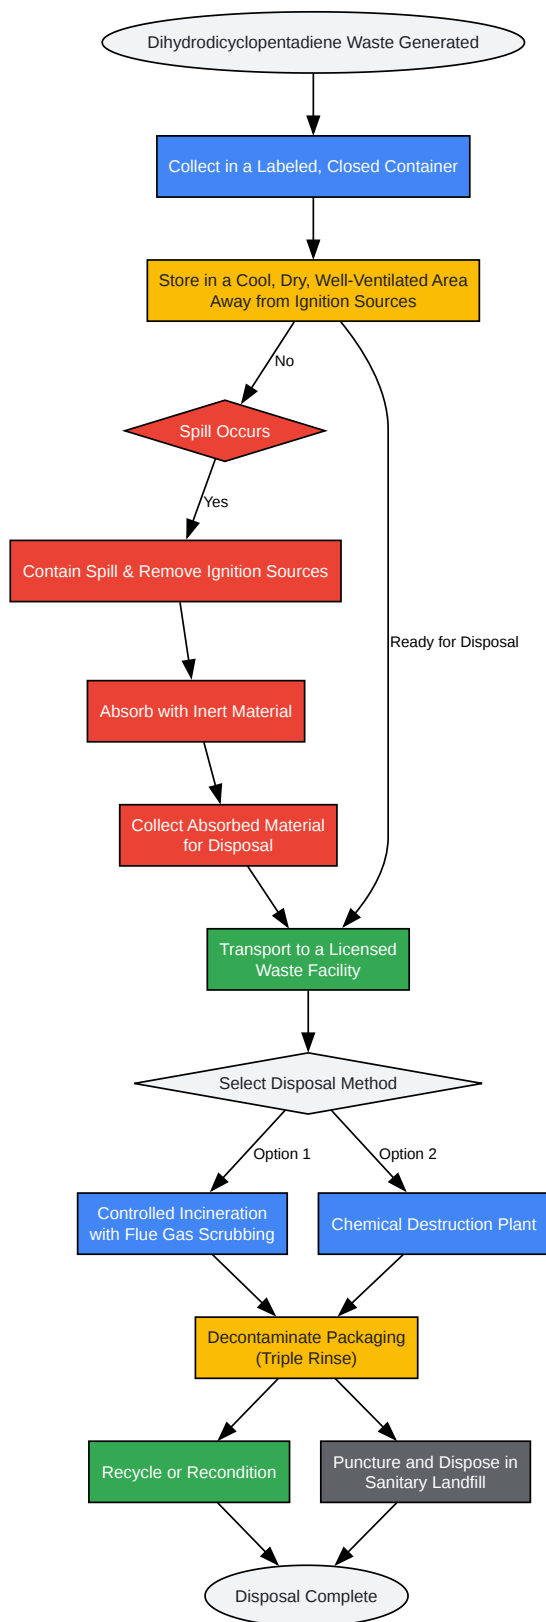 Dihydrodicyclopentadiene Waste Generated
Collect in a Labeled, Closed Container
Store in a Cool, Dry, Well-Ventilated Area
Away from Ignition Sources
No
Spill Occurs
Yes
Contain Spill & Remove Ignition Sources
Ready for Disposal
Absorb with Inert Material
Collect Absorbed Material
for Disposal
Transport to a Licensed
Waste Facility
Select Disposal Method
Option 1
Option 2
Controlled Incineration
with Flue Gas Scrubbing
Chemical Destruction Plant
Decontaminate Packaging
(Triple Rinse)
Recycle or Recondition
Puncture and Dispose in
Sanitary Landfill
Disposal Complete